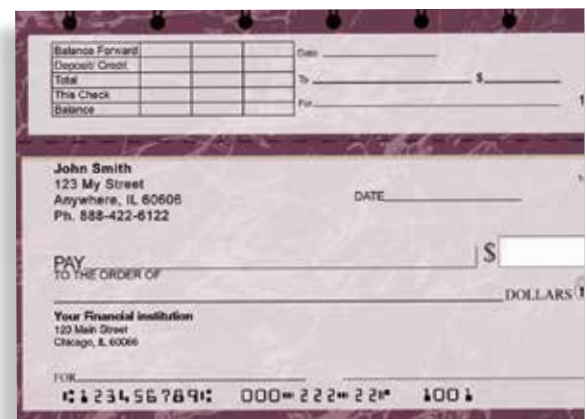 Balance Forward Date
Deposit/ Credit
Total To $
This Check For
Balance
John Smith
123 My Street
Anywhere, IL 60606 DATE
Ph. 888-422-6122
PAY $
TO THE ORDER OF
DOLLARS
Your Financial institution
123 Main Street
Chicago, IL 60066
FOR
⑆123456789⑆ 000⑉222⑉22⑈ 1001